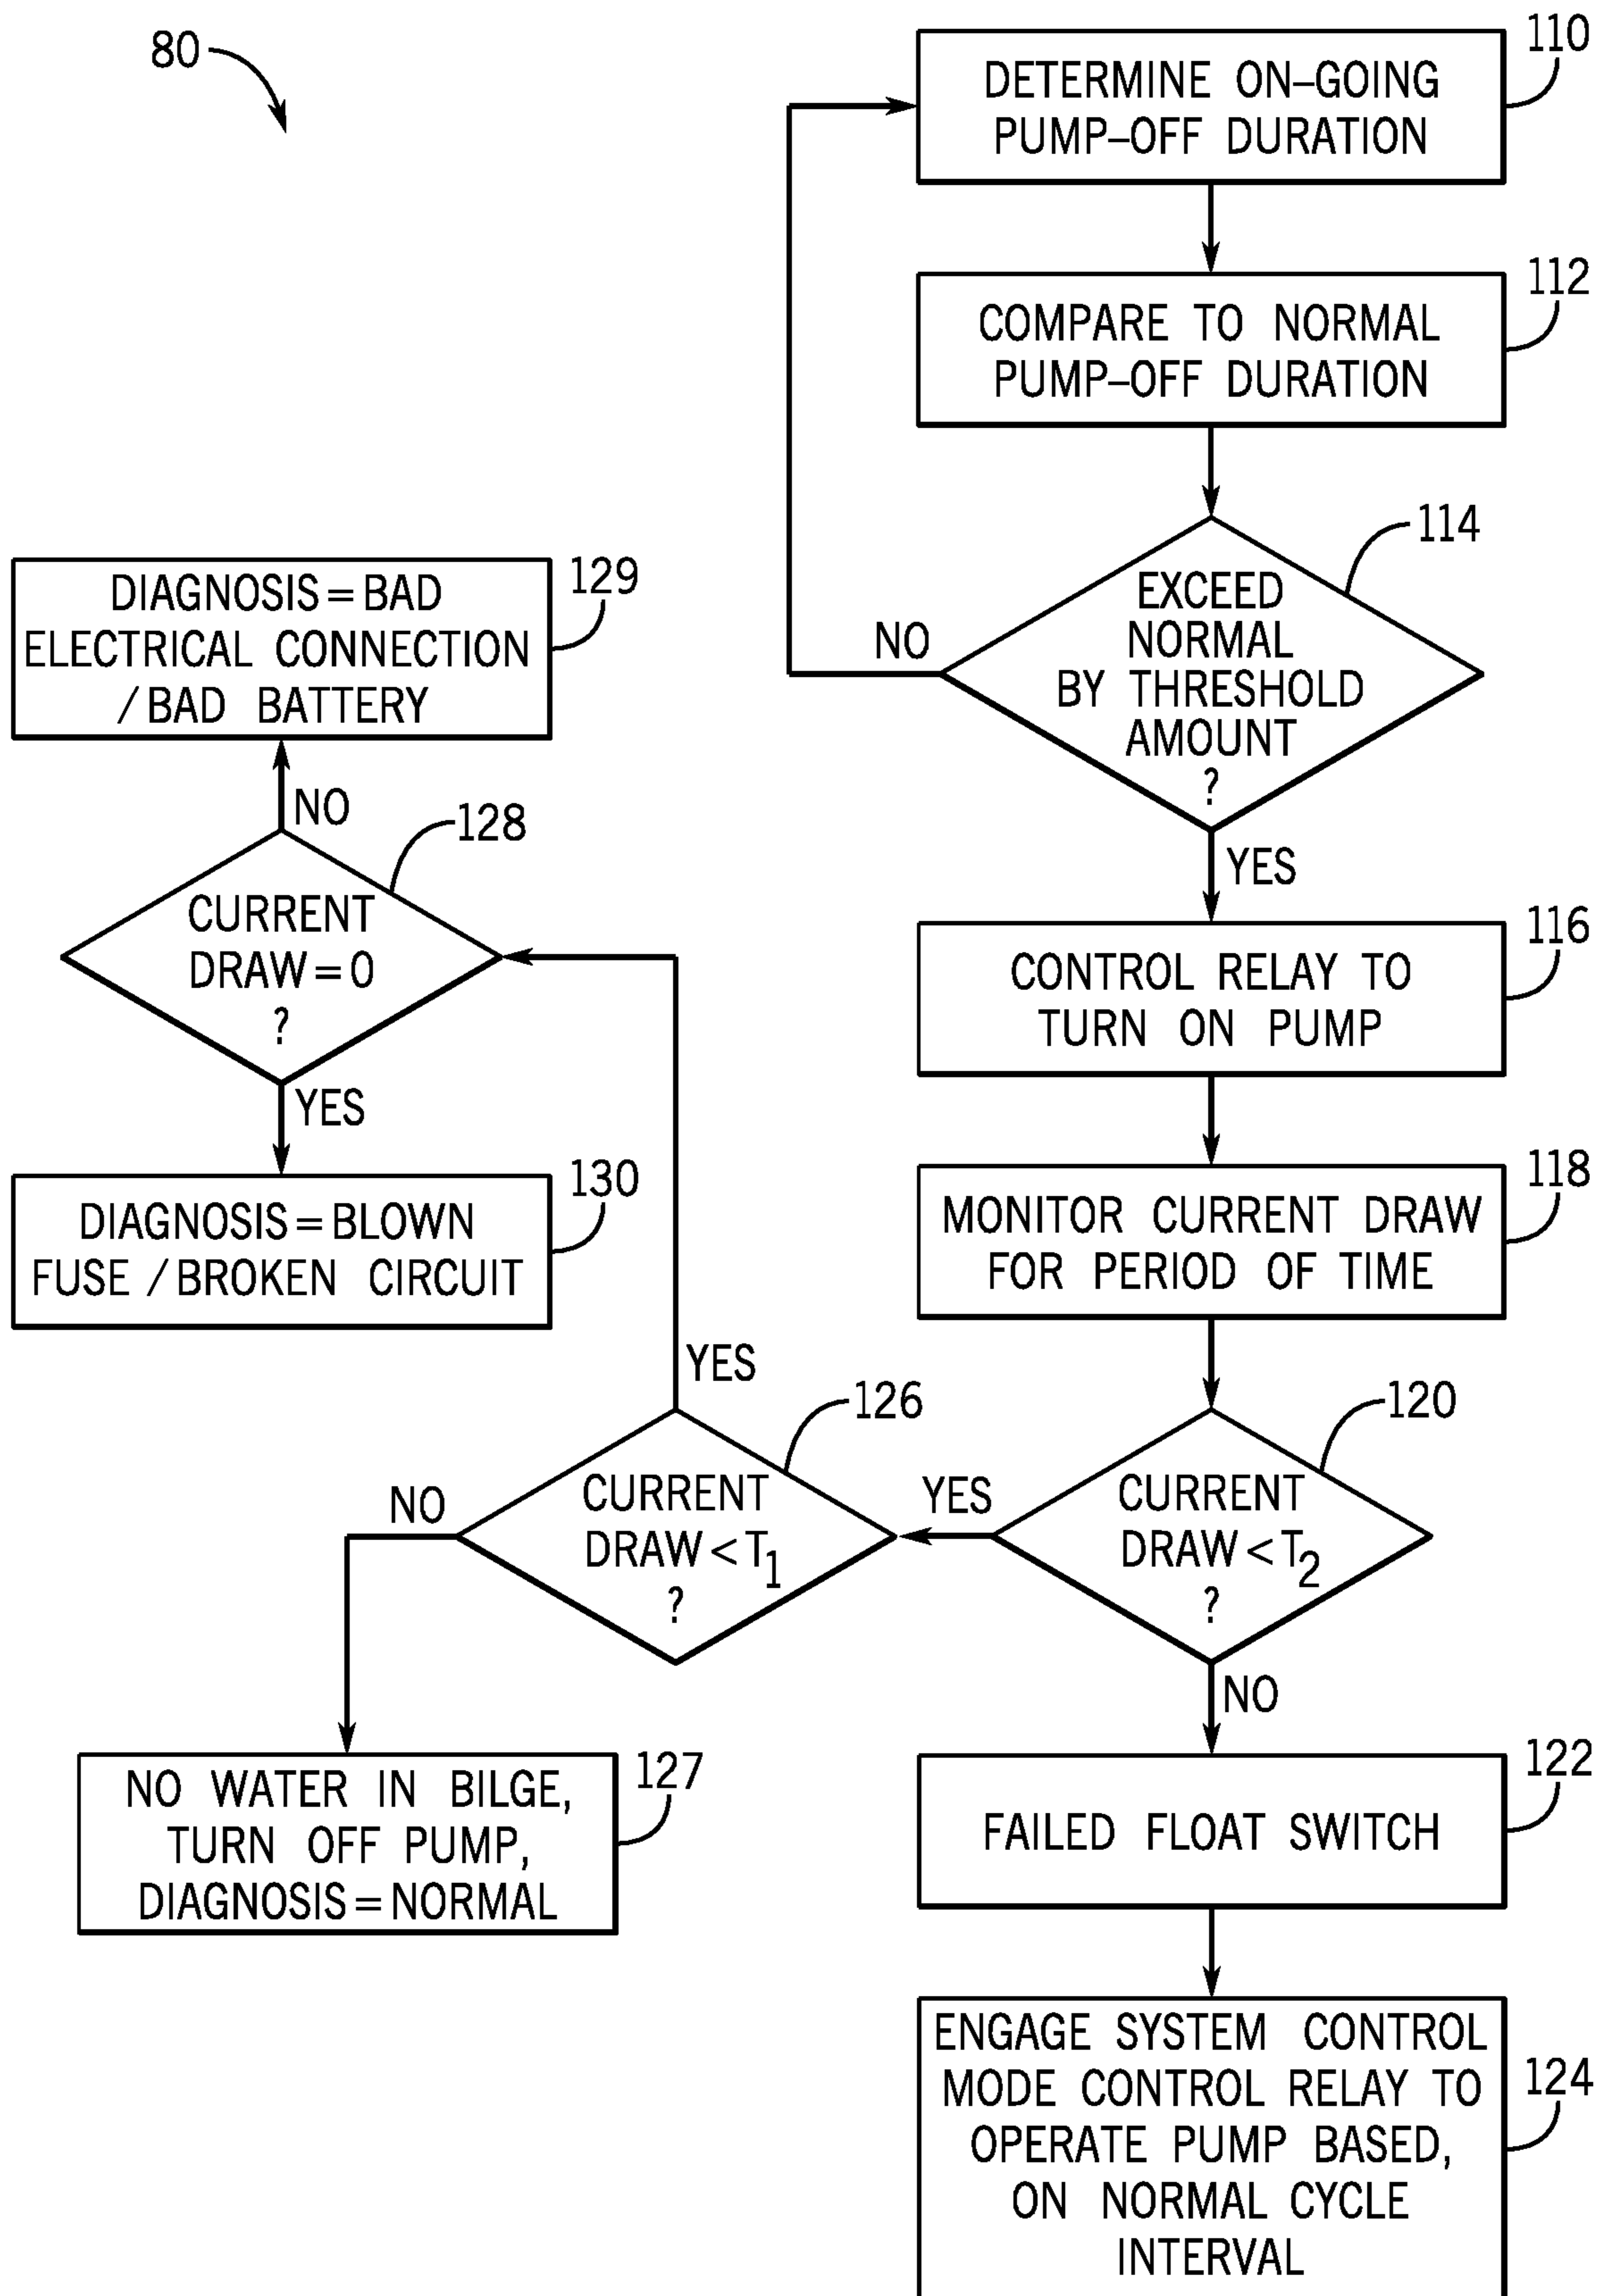 80
110
DETERMINE ON–GOING
PUMP–OFF DURATION
112
COMPARE TO NORMAL
PUMP–OFF DURATION
114
EXCEED
NORMAL
BY THRESHOLD
AMOUNT
?
NO
YES
116
CONTROL RELAY TO
TURN ON PUMP
118
MONITOR CURRENT DRAW
FOR PERIOD OF TIME
120
CURRENT
DRAW < T2
?
YES
NO
122
FAILED FLOAT SWITCH
124
ENGAGE SYSTEM CONTROL
MODE CONTROL RELAY TO
OPERATE PUMP BASED,
ON NORMAL CYCLE
INTERVAL
126
CURRENT
DRAW < T1
?
YES
NO
127
NO WATER IN BILGE,
TURN OFF PUMP,
DIAGNOSIS = NORMAL
128
CURRENT
DRAW = 0
?
NO
YES
129
DIAGNOSIS = BAD
ELECTRICAL CONNECTION
/ BAD BATTERY
130
DIAGNOSIS = BLOWN
FUSE / BROKEN CIRCUIT